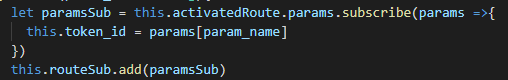 let paramsSub = this.activatedRoute.params.subscribe(params =>{
  this.token_id = params[param_name]
})
this.routeSub.add(paramsSub)